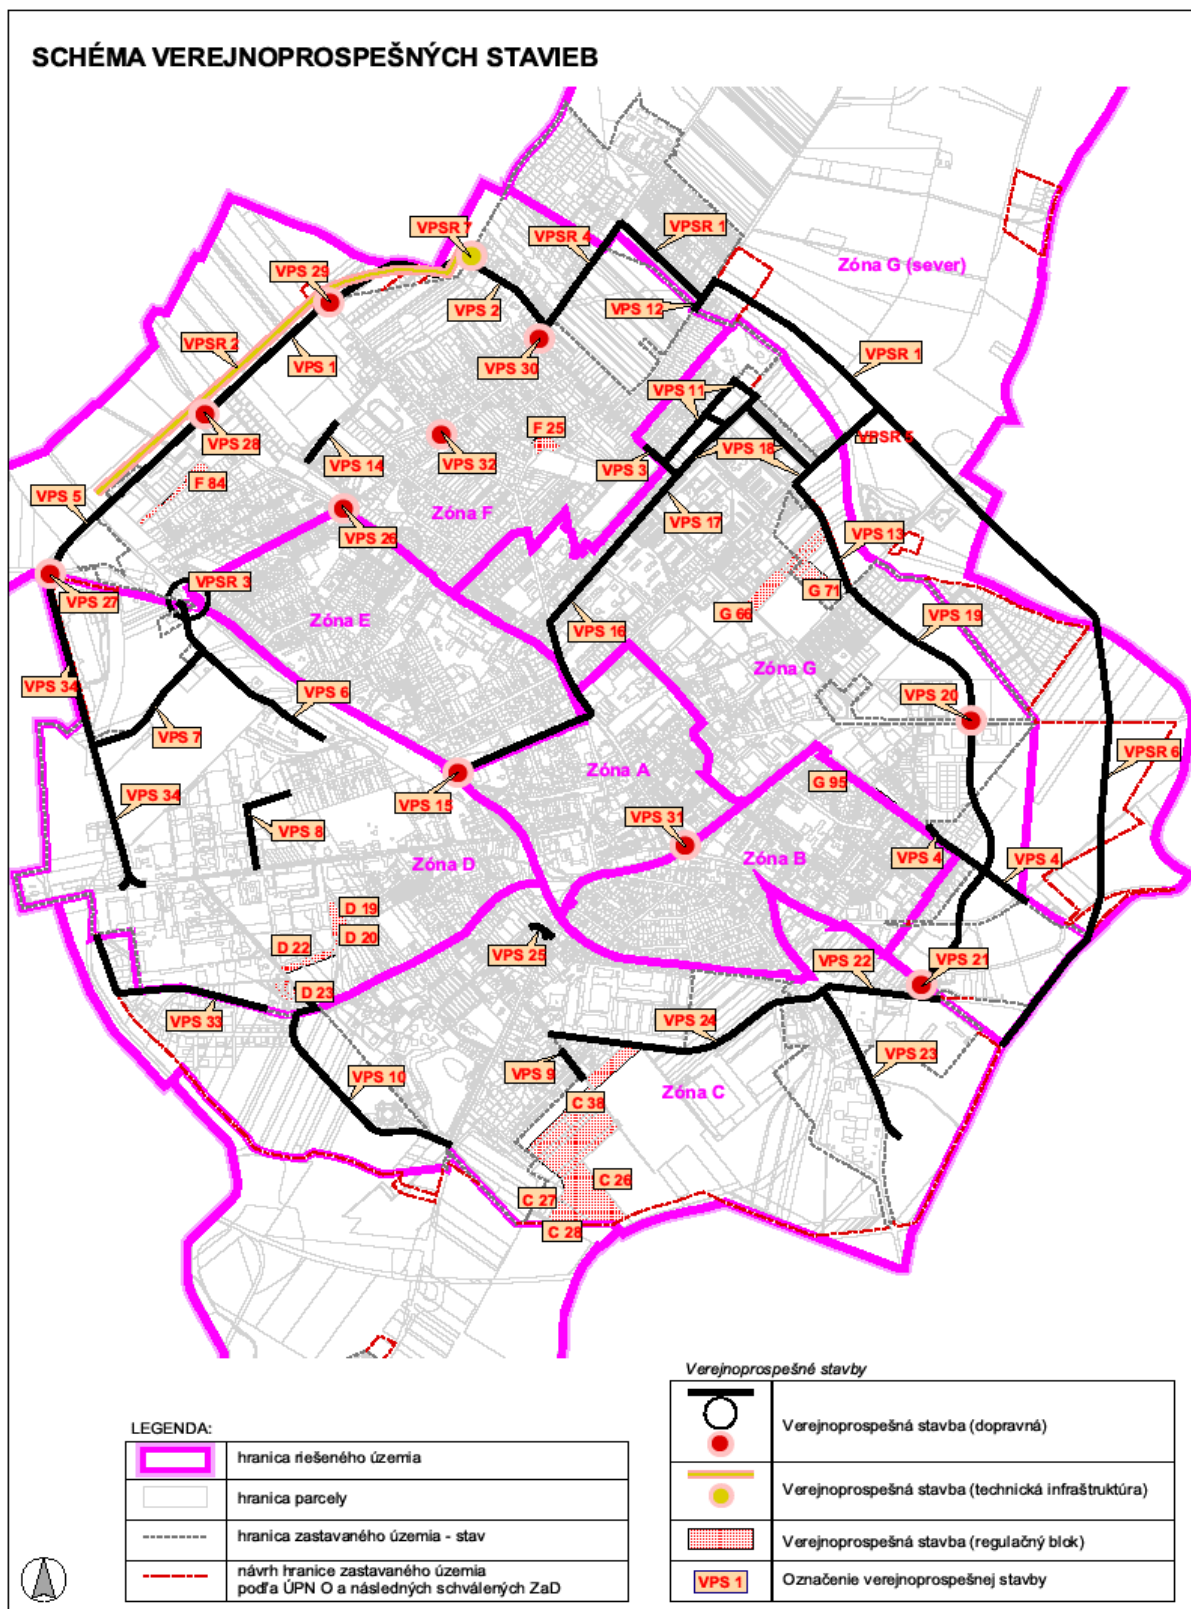 SCHÉMA VEREJNOPROSPEŠNÝCH STAVIEB
VPSR 7
VPSR 4
VPSR 1
Zóna G (sever)
VPS 29
VPS 2
VPS 12
VPSR 2
VPS 1
VPS 30
VPSR 1
VPS 11
VPS 28
F 25
VPS 14
VPS 32
VPS 3
VPS 18
VPS 5
F 84
Zóna F
VPS 17
VPS 26
VPS 13
VPS 27
VPSR 3
G 71
G 66
Zóna E
VPS 16
VPS 19
Zóna G
VPS 34
VPS 6
VPS 20
VPS 7
VPSR 6
Zóna A
G 95
VPS 34
VPS 15
VPS 8
VPS 31
Zóna D
Zóna B
VPS 4
VPS 4
D 19
D 20
D 22
VPS 25
VPS 22
VPS 21
D 23
VPS 33
VPS 24
VPS 23
VPS 10
VPS 9
Zóna C
C 38
C 26
C 27
C 28
Verejnoprospešné stavby
Verejnoprospešná stavba (dopravná)
Verejnoprospešná stavba (technická infraštruktúra)
Verejnoprospešná stavba (regulačný blok)
VPS 1
Označenie verejnoprospešnej stavby
LEGENDA:
hranica riešeného územia
hranica parcely
hranica zastavaného územia - stav
návrh hranice zastavaného územia
podľa ÚPN O a následných schválených ZaD